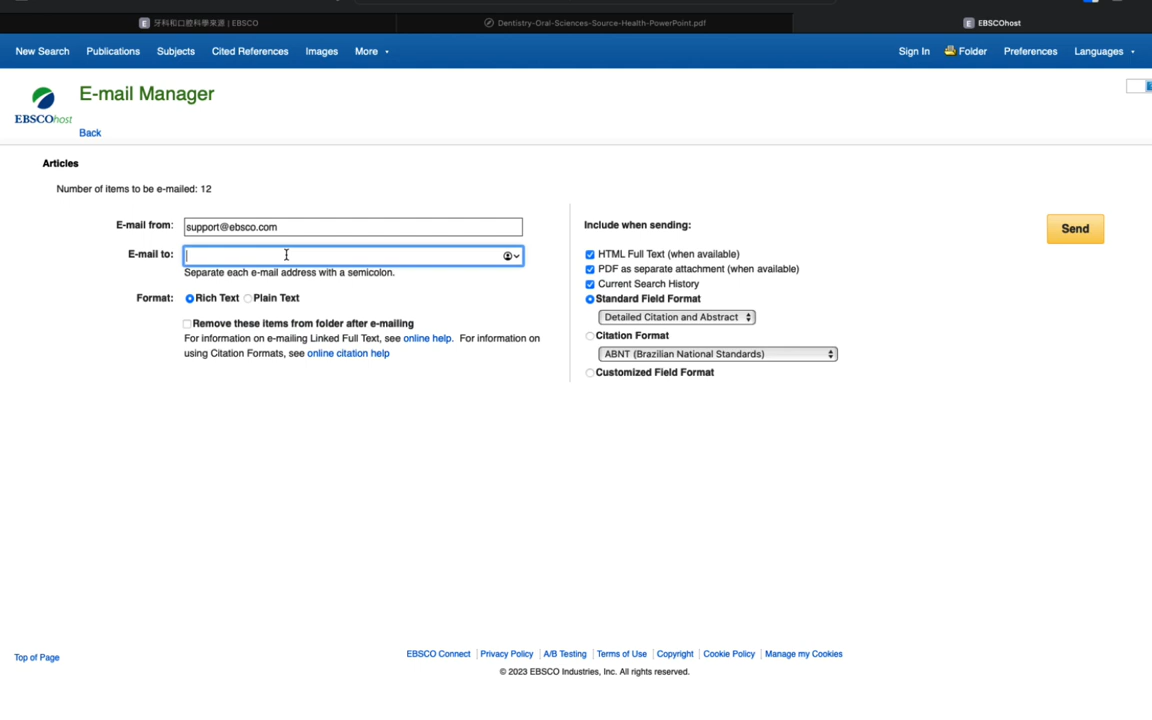 牙科和口腔科學來源 | EBSCO
Dentistry-Oral-Sciences-Source-Health-PowerPoint.pdf
EBSCOhost
New Search Publications Subjects Cited References Images More
Sign In Folder Preferences Languages
EBSCOhost
E-mail Manager
Back
Articles
Number of items to be e-mailed: 12
E-mail from: support@ebsco.com
E-mail to:
Separate each e-mail address with a semicolon.
Format: Rich Text Plain Text
Remove these items from folder after e-mailing
For information on e-mailing Linked Full Text, see online help. For information on
using Citation Formats, see online citation help
Include when sending:
HTML Full Text (when available)
PDF as separate attachment (when available)
Current Search History
Standard Field Format
Detailed Citation and Abstract
Citation Format
ABNT (Brazilian National Standards)
Customized Field Format
Send
Top of Page
EBSCO Connect Privacy Policy A/B Testing Terms of Use Copyright Cookie Policy Manage my Cookies
© 2023 EBSCO Industries, Inc. All rights reserved.